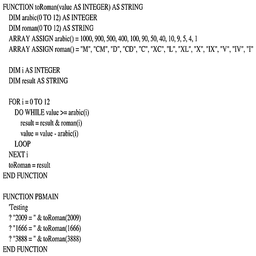 FUNCTION toRoman(value AS INTEGER) AS STRING
DIM arabic(0 TO 12) AS INTEGER
DIM roman(0 TO 12) AS STRING
ARRAY ASSIGN arabic() = 1000, 900, 500, 400, 100, 90, 50, 40, 10, 9, 5, 4, 1
ARRAY ASSIGN roman() = "M", "CM", "D", "CD", "C", "XC", "L", "XL", "X", "IX", "V", "IV", "I"
DIM i AS INTEGER
DIM result AS STRING
FOR i = 0 TO 12
DO WHILE value >= arabic(i)
result = result & roman(i)
value = value - arabic(i)
LOOP
NEXT i
toRoman = result
END FUNCTION
FUNCTION PBMAIN
'Testing
? "2009 = " & toRoman(2009)
? "1666 = " & toRoman(1666)
? "3888 = " & toRoman(3888)
END FUNCTION